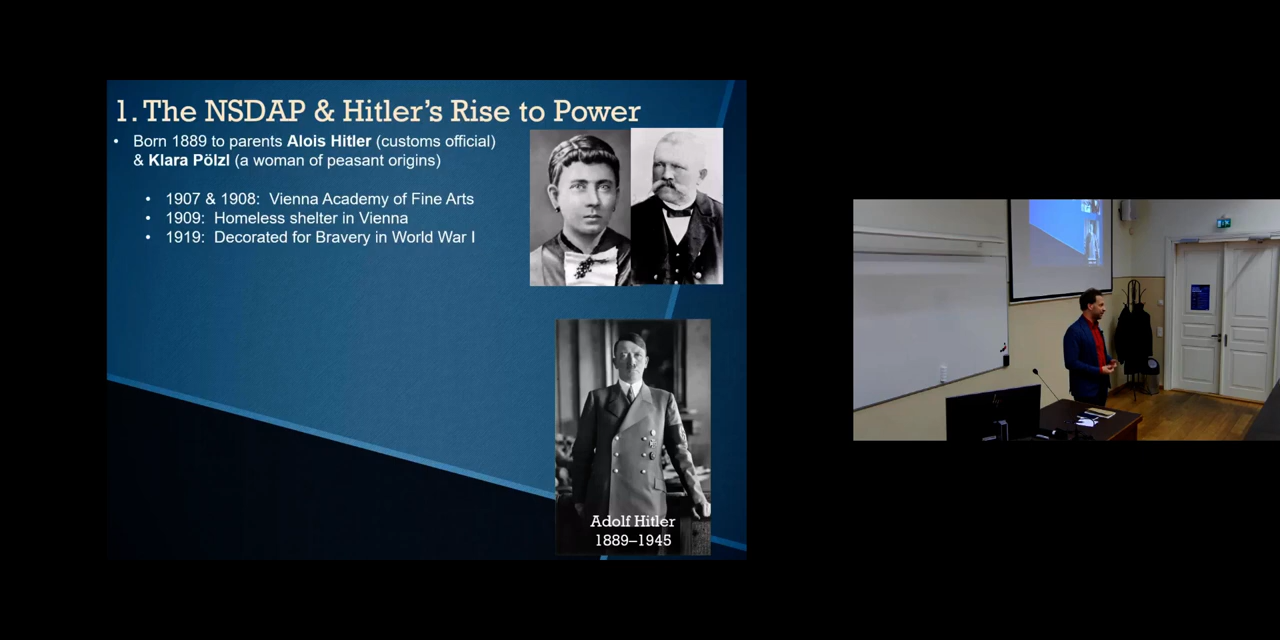 1. The NSDAP & Hitler's Rise to Power
• Born 1889 to parents Alois Hitler (customs official)
& Klara Pölzl (a woman of peasant origins)
• 1907 & 1908: Vienna Academy of Fine Arts
• 1909: Homeless shelter in Vienna
• 1919: Decorated for Bravery in World War I
Adolf Hitler
1889–1945